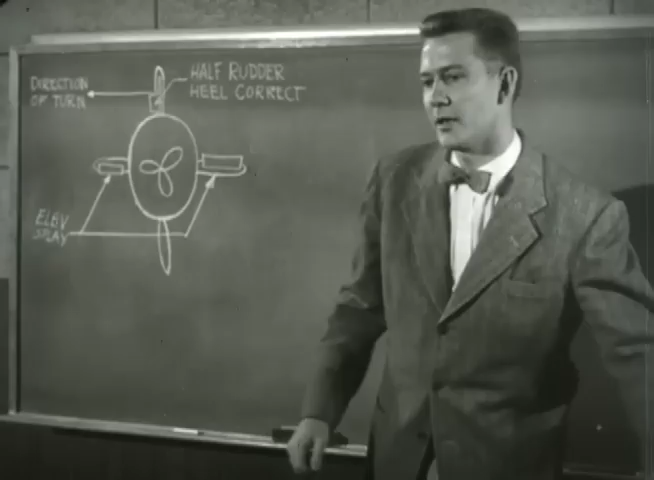 DIRECTION
OF TURN
HALF RUDDER
HEEL CORRECT
ELEV
SPLAY